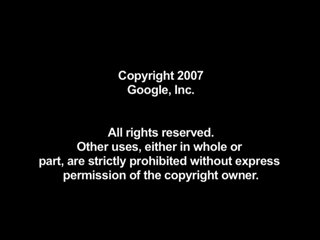 Copyright 2007
Google, Inc.
All rights reserved.
Other uses, either in whole or
part, are strictly prohibited without express
permission of the copyright owner.